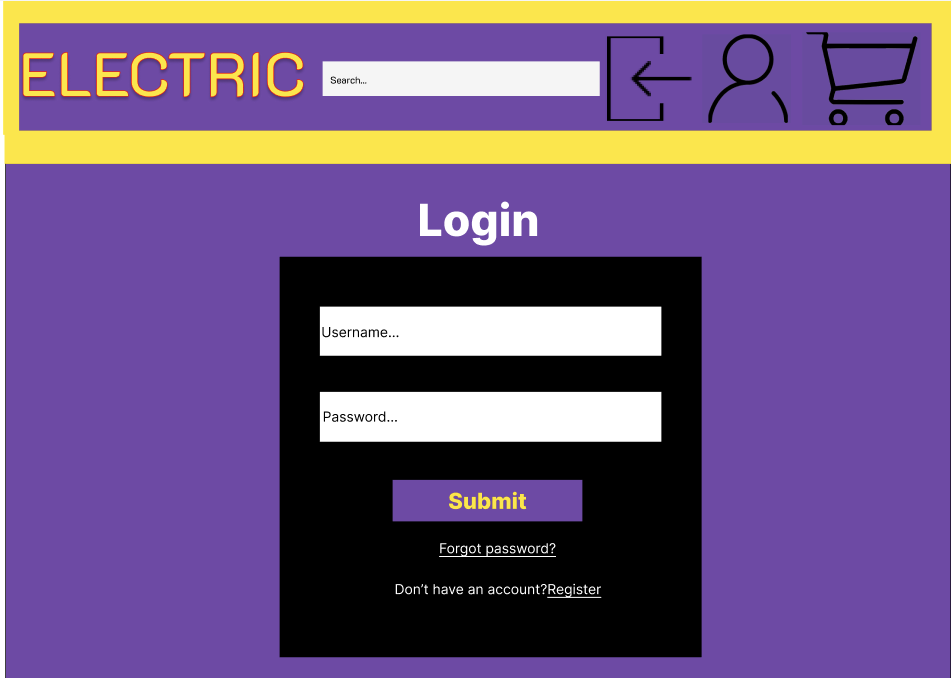 ELECTRIC
Search...
Login
Username...
Password...
Submit
Forgot password?
Don’t have an account?Register